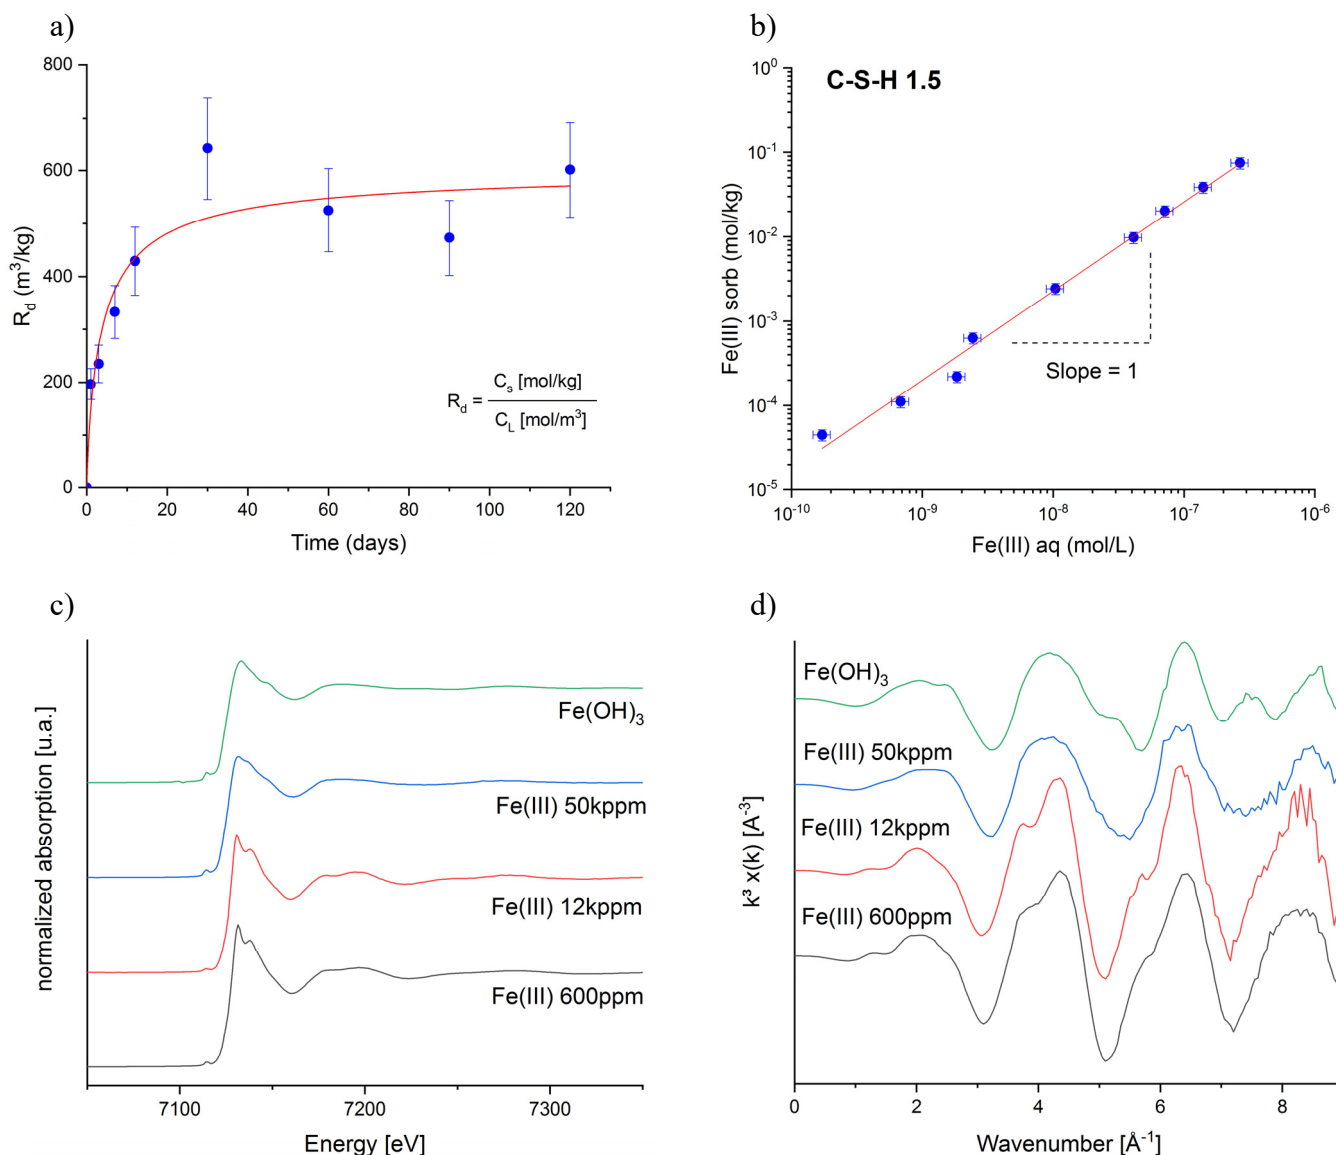 a)
800
600
400
200
0
0 20 40 60 80 100 120
R_d (m³/kg)
Time (days)
R_d = C_s [mol/kg] / C_L [mol/m³]
b)
C-S-H 1.5
10⁰
10⁻¹
10⁻²
10⁻³
10⁻⁴
10⁻⁵
10⁻¹⁰ 10⁻⁹ 10⁻⁸ 10⁻⁷ 10⁻⁶
Fe(III) sorb (mol/kg)
Slope = 1
Fe(III) aq (mol/L)
c)
normalized absorption [u.a.]
Fe(OH)₃
Fe(III) 50kppm
Fe(III) 12kppm
Fe(III) 600ppm
7100 7200 7300
Energy [eV]
d)
k³ x(k) [A⁻³]
Fe(OH)₃
Fe(III) 50kppm
Fe(III) 12kppm
Fe(III) 600ppm
0 2 4 6 8
Wavenumber [Å⁻¹]